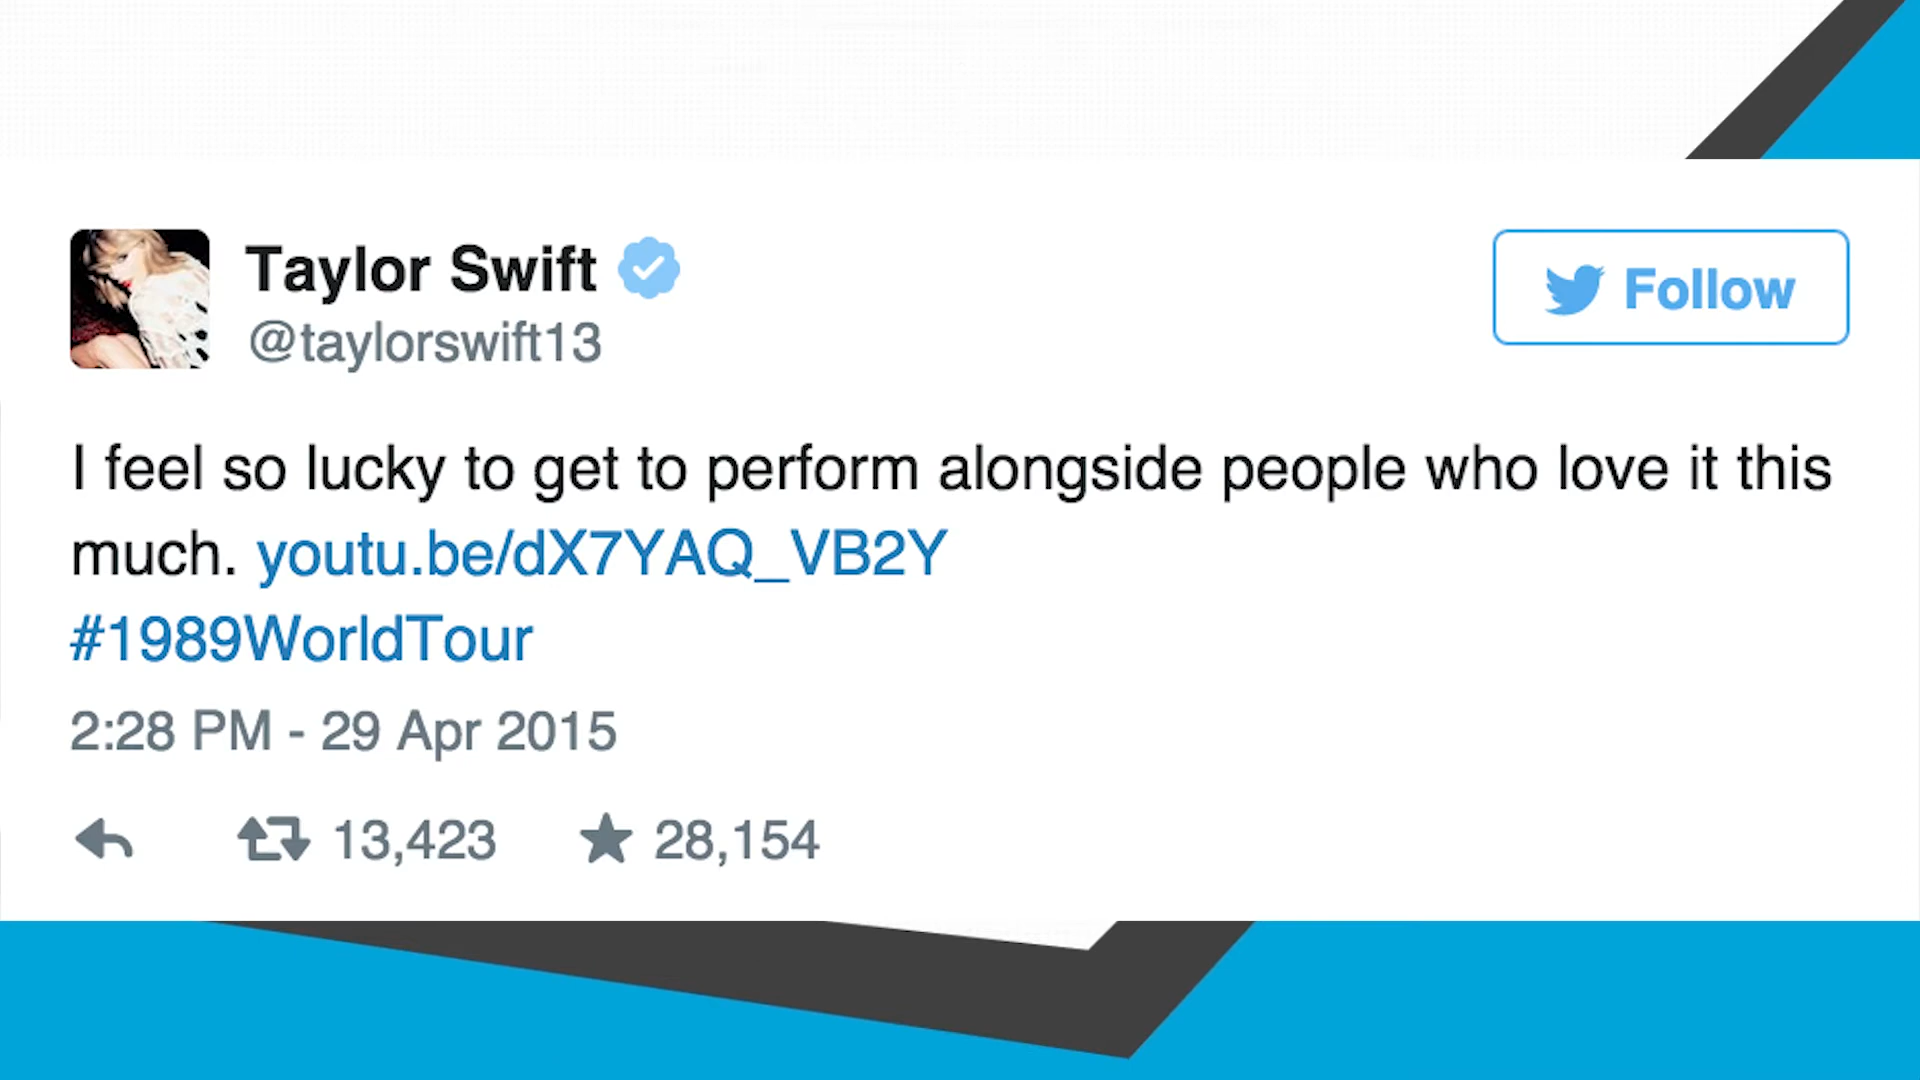 Taylor Swift
@taylorswift13
Follow
I feel so lucky to get to perform alongside people who love it this
much. youtu.be/dX7YAQ_VB2Y
#1989WorldTour
2:28 PM - 29 Apr 2015
13,423 28,154